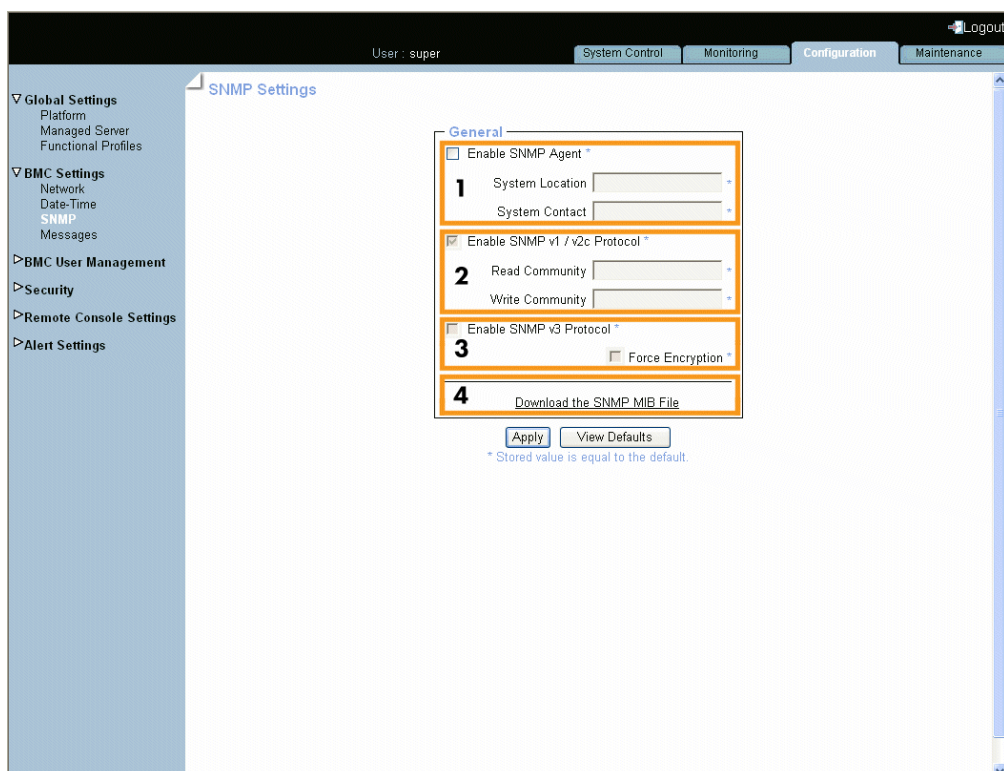 Logout
User : super
System Control
Monitoring
Configuration
Maintenance
Global Settings
Platform
Managed Server
Functional Profiles
BMC Settings
Network
Date-Time
SNMP
Messages
BMC User Management
Security
Remote Console Settings
Alert Settings
SNMP Settings
General
Enable SNMP Agent *
1
System Location *
System Contact *
Enable SNMP v1 / v2c Protocol *
2
Read Community *
Write Community *
Enable SNMP v3 Protocol *
3
Force Encryption *
4
Download the SNMP MIB File
Apply
View Defaults
* Stored value is equal to the default.